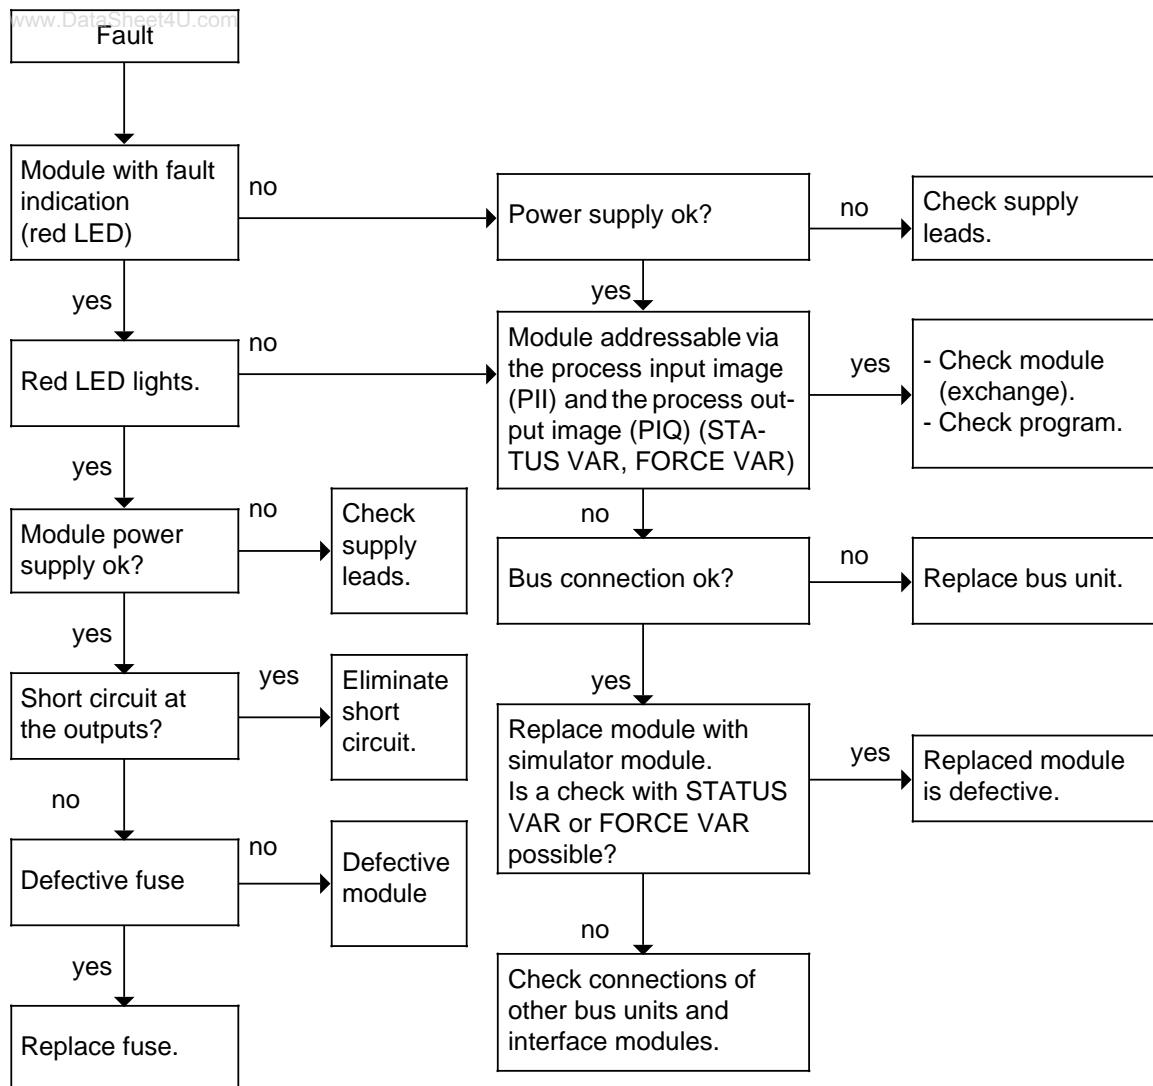 www.DataSheet4U.com
Fault
Module with fault
indication
(red LED)
no
Power supply ok?
no
Check supply
leads.
yes
yes
Red LED lights.
no
Module addressable via
the process input image
(PII) and the process out-
put image (PIQ) (STA-
TUS VAR, FORCE VAR)
yes
- Check module
(exchange).
- Check program.
yes
no
Module power
supply ok?
no
Check
supply
leads.
Bus connection ok?
no
Replace bus unit.
yes
yes
Short circuit at
the outputs?
yes
Eliminate
short
circuit.
Replace module with
simulator module.
Is a check with STATUS
VAR or FORCE VAR
possible?
yes
Replaced module
is defective.
no
Defective fuse
no
Defective
module
no
yes
Replace fuse.
Check connections of
other bus units and
interface modules.